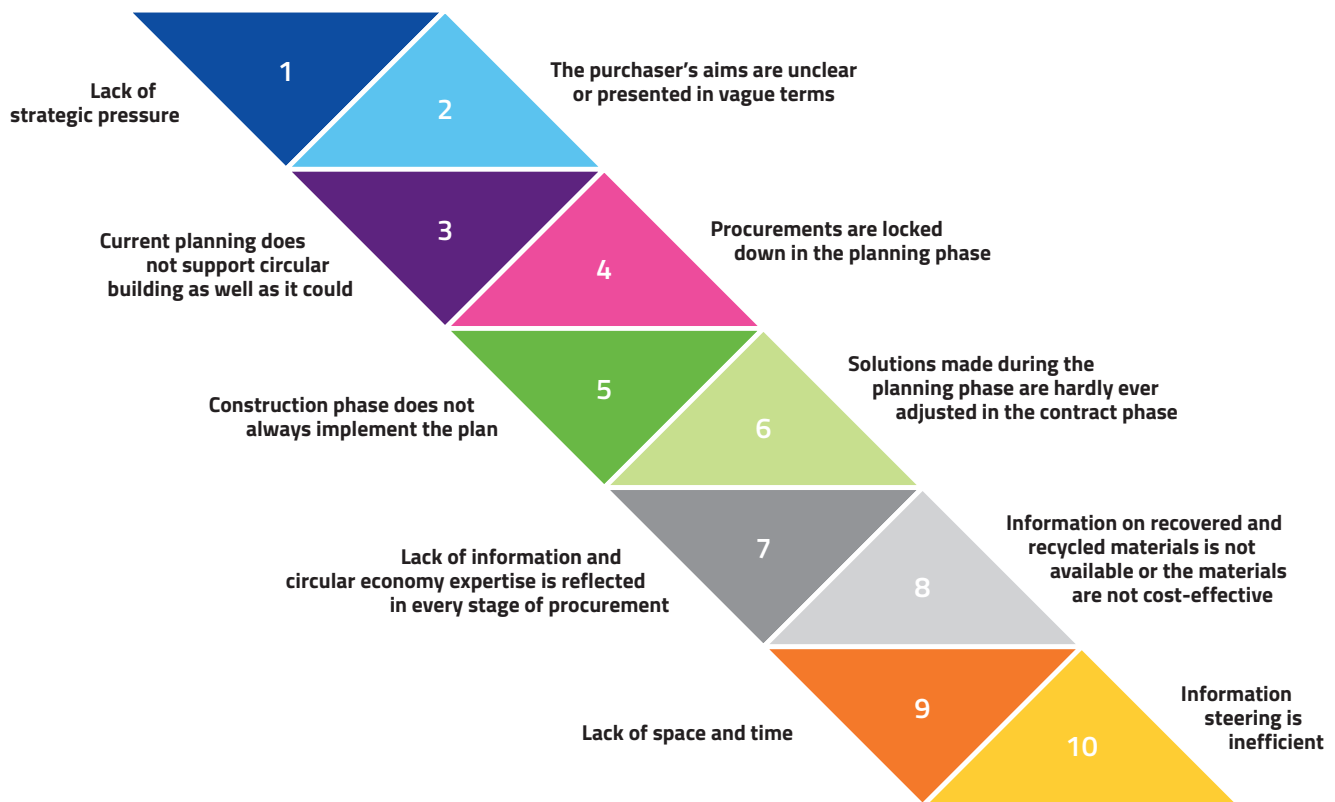 1
Lack of
strategic pressure
2
The purchaser’s aims are unclear
or presented in vague terms
3
Current planning does
not support circular
building as well as it could
4
Procurements are locked
down in the planning phase
5
Construction phase does not
always implement the plan
6
Solutions made during the
planning phase are hardly ever
adjusted in the contract phase
7
Lack of information and
circular economy expertise is reflected
in every stage of procurement
8
Information on recovered and
recycled materials is not
available or the materials
are not cost-effective
9
Lack of space and time
10
Information
steering is
inefficient